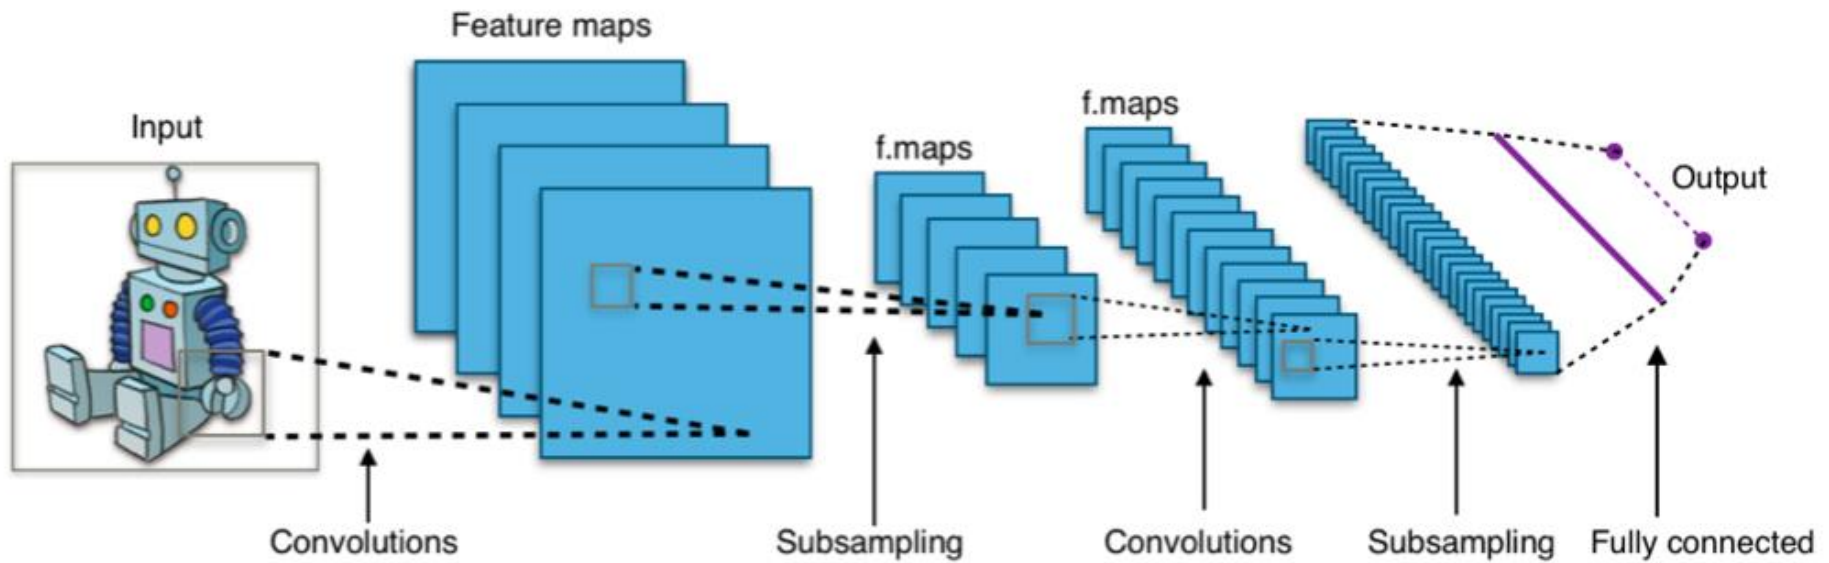 Feature maps
f.maps
Input
f.maps
Output
Convolutions
Subsampling
Convolutions
Subsampling
Fully connected